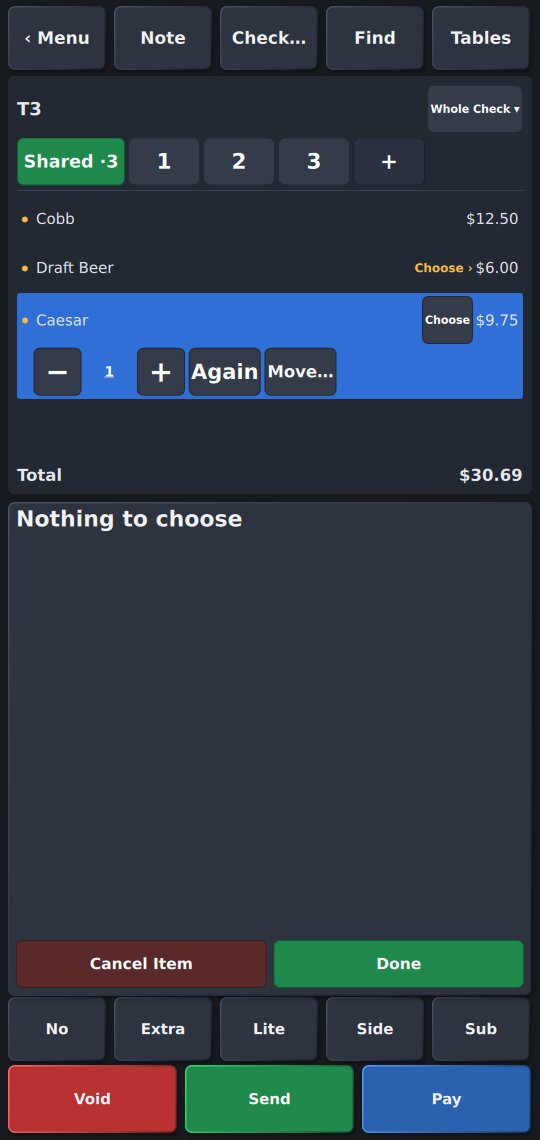 ‹ Menu Note Check... Find Tables
T3 Whole Check ▾
Shared ·3 1 2 3 +
• Cobb $12.50
• Draft Beer Choose › $6.00
• Caesar Choose $9.75
− 1 + Again Move...
Total $30.69
Nothing to choose
Cancel Item Done
No Extra Lite Side Sub
Void Send Pay